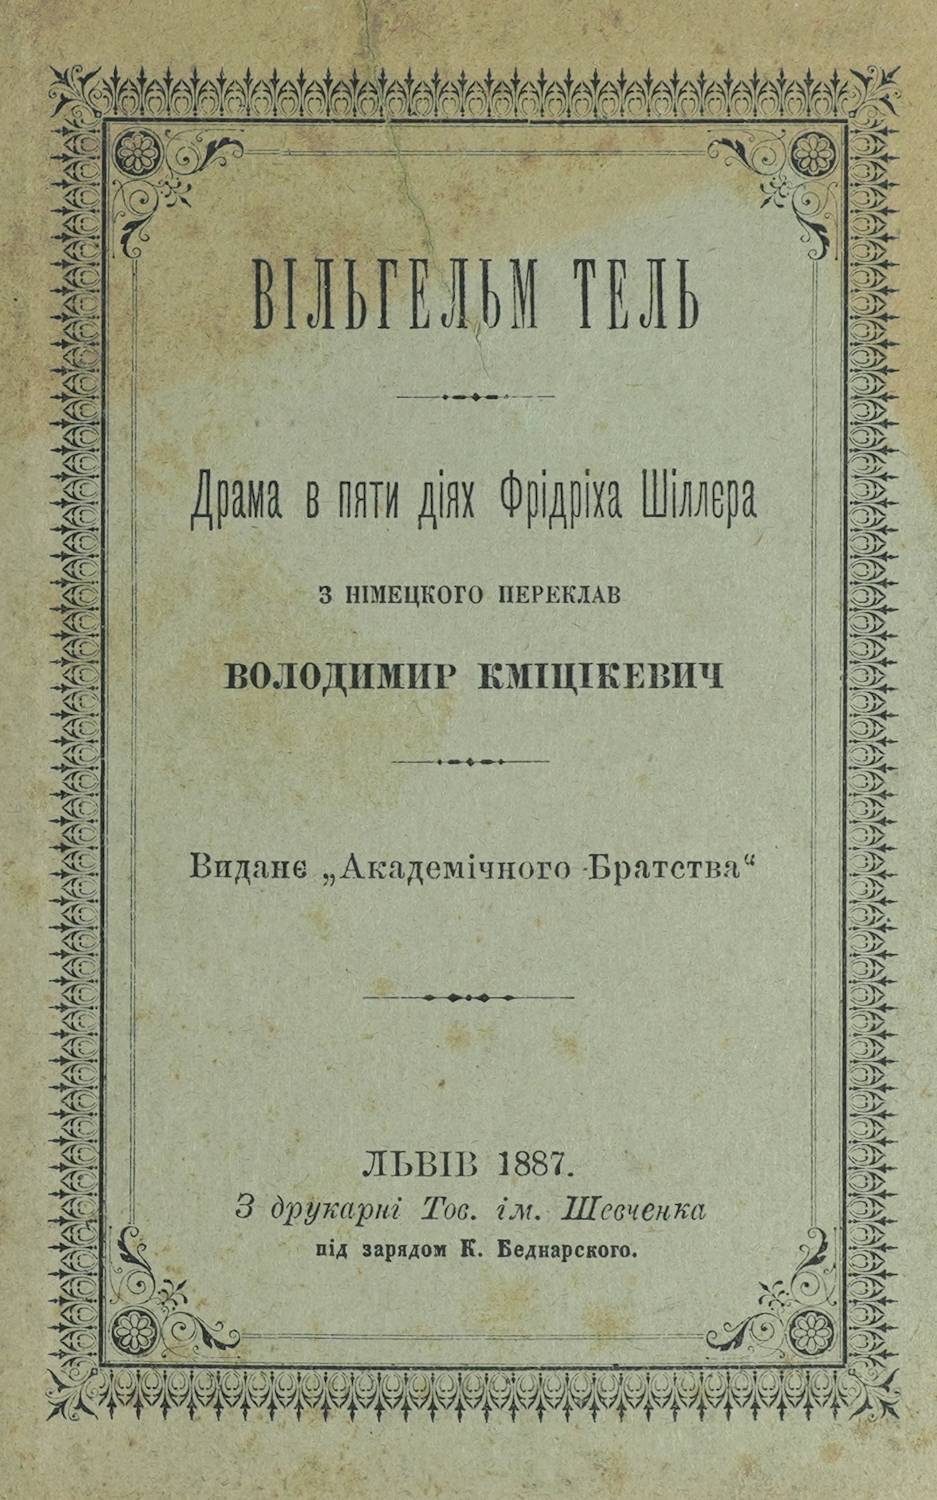 ВІЛЬГЕЛЬМ ТЕЛЬ
Драма в пяти діях Фрідріха Шіллєра
З НІМЕЦКОГО ПЕРЕКЛАВ
ВОЛОДИМИР КМІЦІКЕВИЧ
Виданє „Академічного Братства“
ЛЬВІВ 1887.
З друкарні Тов. ім. Шевченка
під зарядом К. Беднарского.